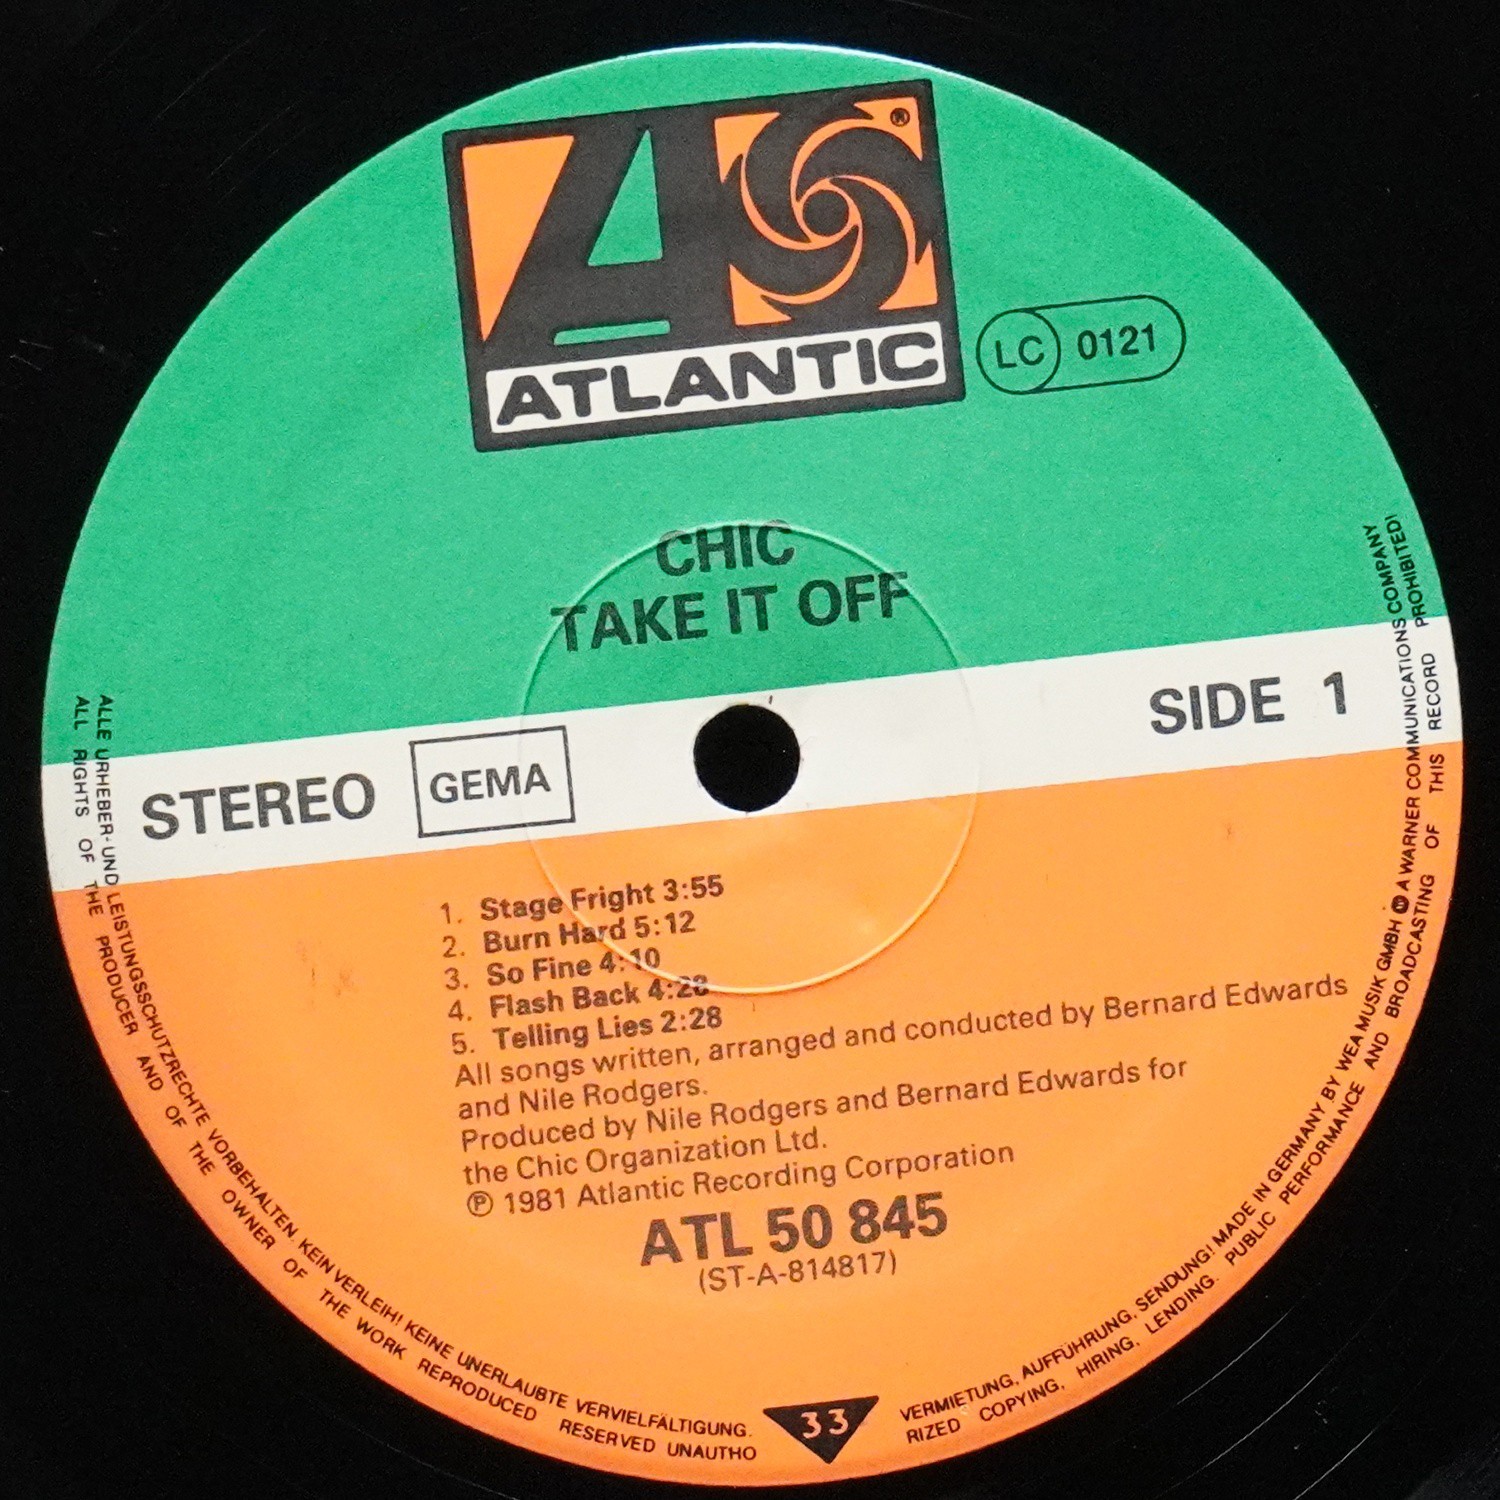 ATLANTIC®
LC 0121
CHIC
TAKE IT OFF
STEREO GEMA SIDE 1
1. Stage Fright 3:55
2. Burn Hard 5:12
3. So Fine 4:10
4. Flash Back 4:28
5. Telling Lies 2:28
All songs written, arranged and conducted by Bernard Edwards
and Nile Rodgers.
Produced by Nile Rodgers and Bernard Edwards for
the Chic Organization Ltd.
℗ 1981 Atlantic Recording Corporation
ATL 50 845
(ST-A-814817)
33
ALLE URHEBER- UND LEISTUNGSSCHUTZRECHTE VORBEHALTEN KEIN VERLEIH! KEINE UNERLAUBTE VERVIELFÄLTIGUNG. VERMIETUNG, AUFFÜHRUNG, SENDUNG! MADE IN GERMANY BY WEA MUSIK GMBH A WARNER COMMUNICATIONS COMPANY
ALL RIGHTS OF THE PRODUCER AND OF THE OWNER OF THE WORK REPRODUCED RESERVED UNAUTHO RIZED COPYING, HIRING, LENDING. PUBLIC PERFORMANCE AND BROADCASTING OF THIS RECORD PROHIBITED!